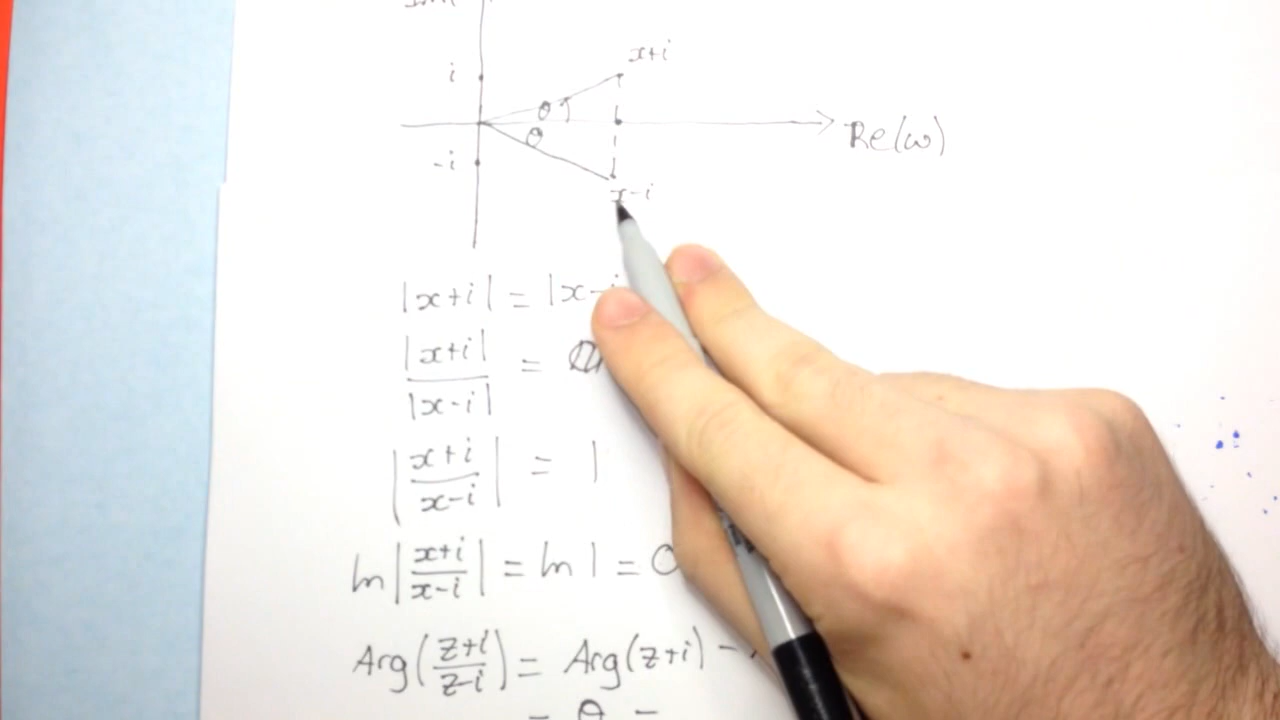 x+i
i
θ
Re(ω)
θ
-i
x-i
|x+i| = |x-i
|x+i| / |x-i| =
|x+i / x-i| = 1
ln|x+i / x-i| = ln 1 = 0
Arg(z+i / z-i) = Arg(z+i) -
= θ -